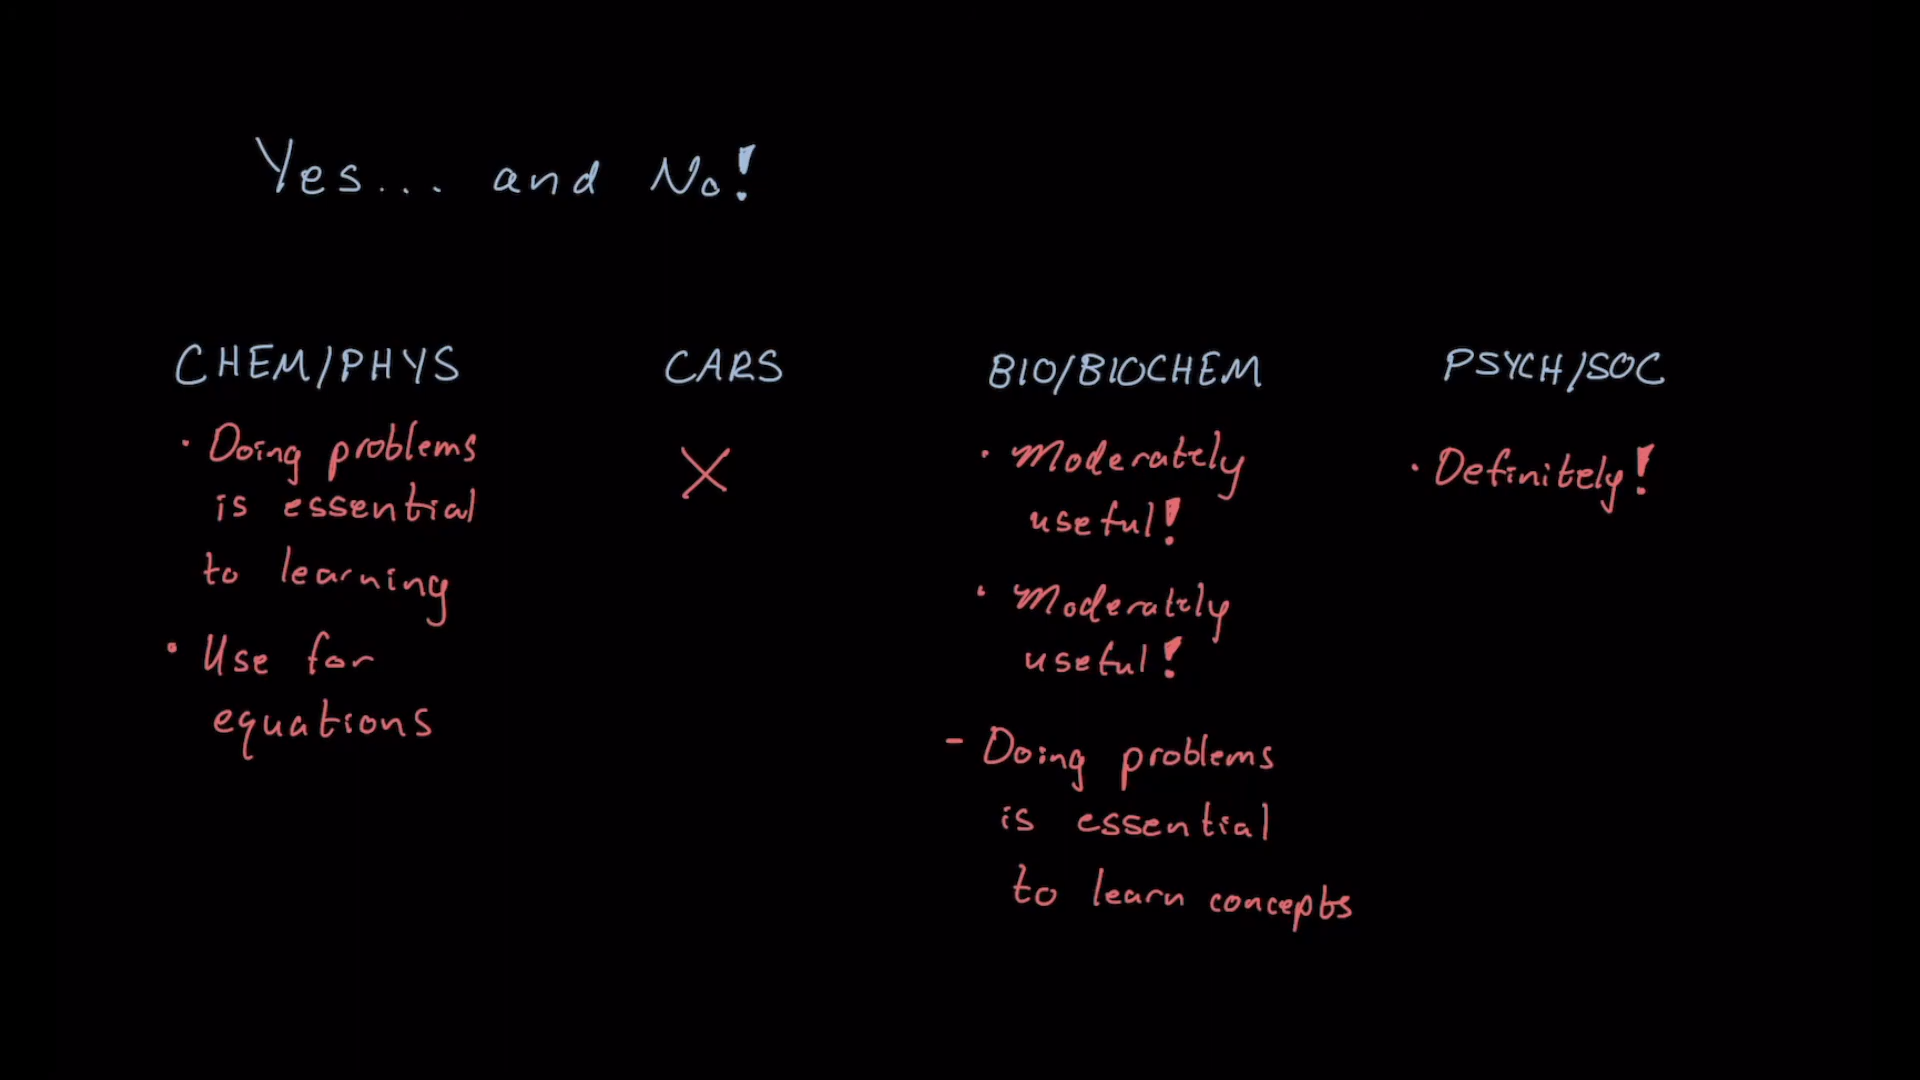 Yes... and No!
CHEM/PHYS
• Doing problems
is essential
to learning
• Use for
equations
CARS
X
BIO/BIOCHEM
• Moderately
useful!
• Moderately
useful!
- Doing problems
is essential
to learn concepts
PSYCH/SOC
• Definitely!